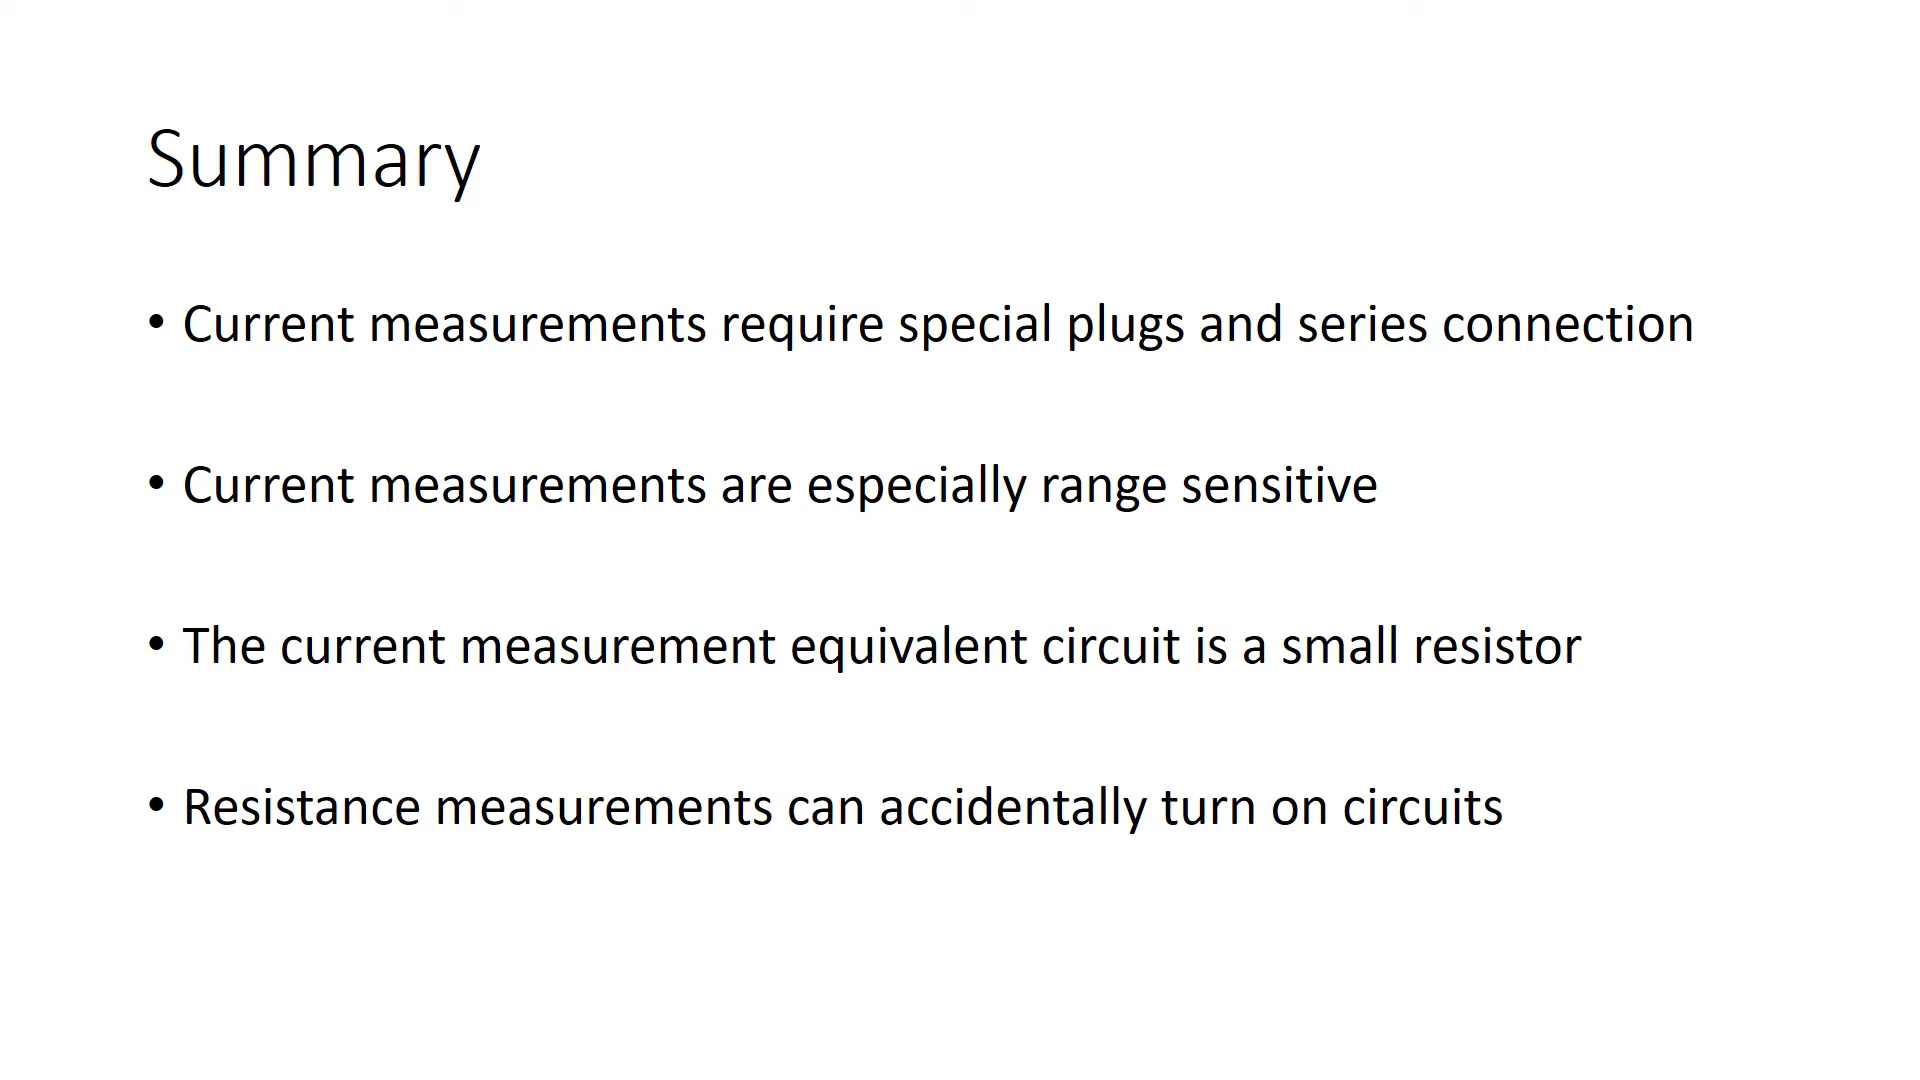 Summary
• Current measurements require special plugs and series connection
• Current measurements are especially range sensitive
• The current measurement equivalent circuit is a small resistor
• Resistance measurements can accidentally turn on circuits